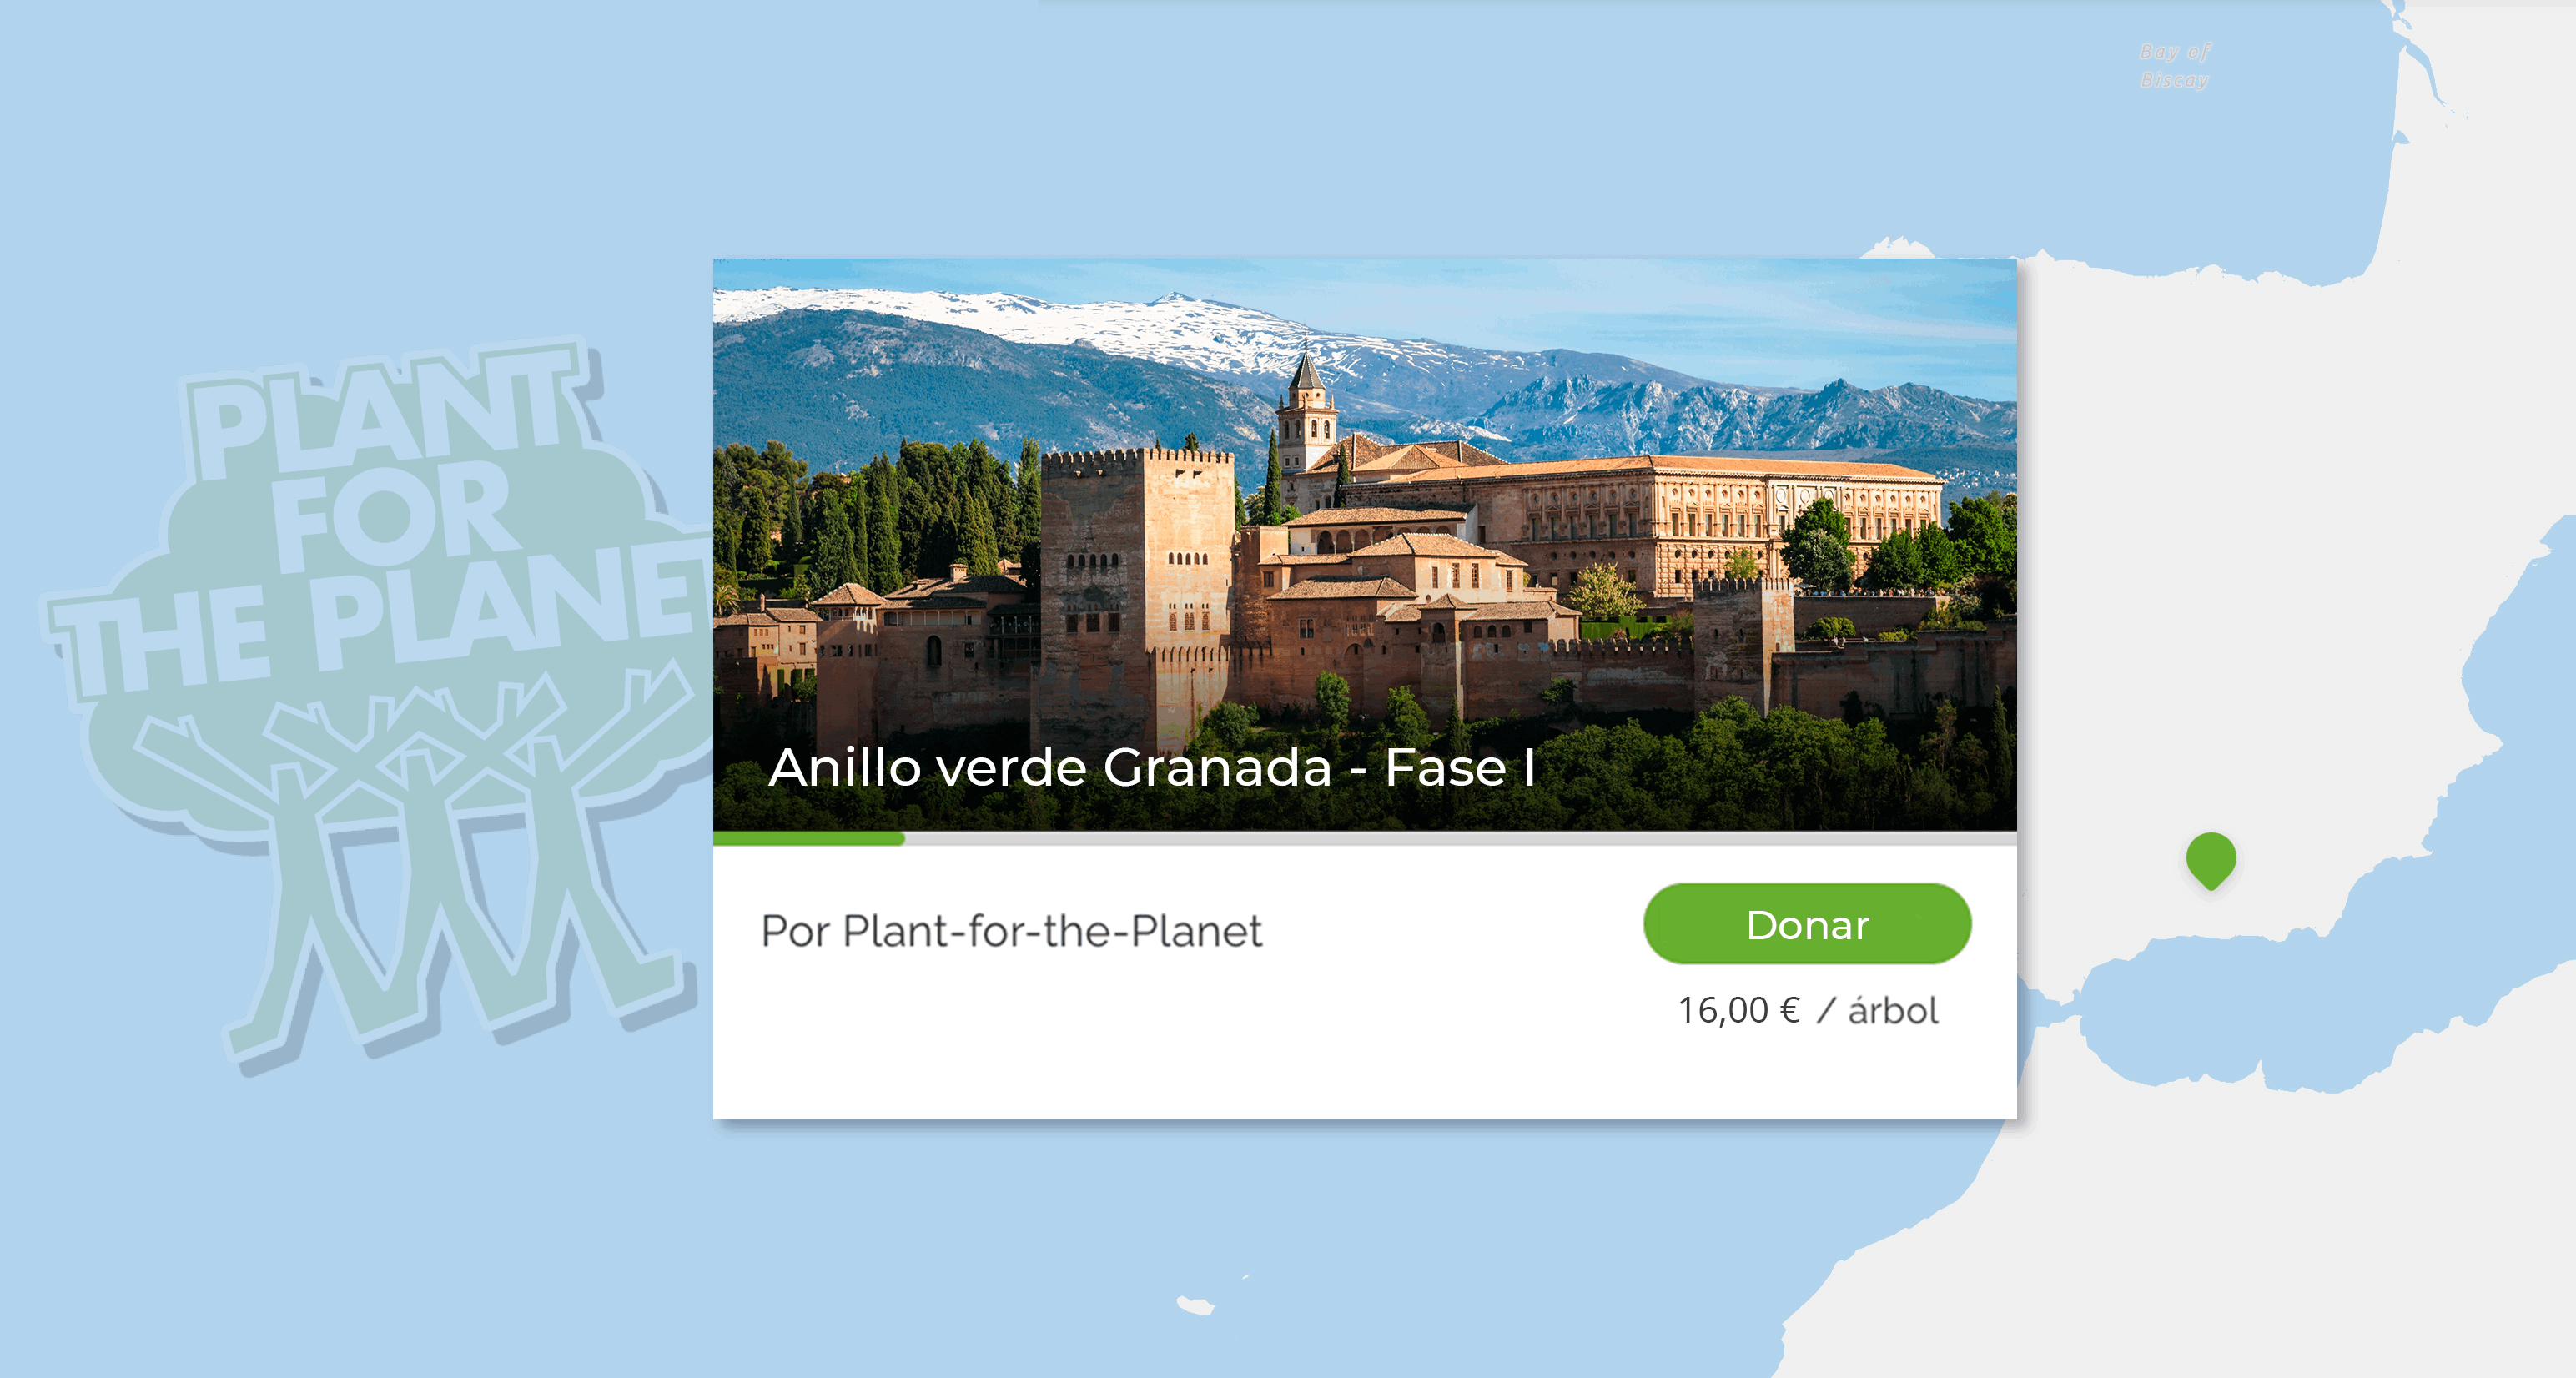 Bay of
Biscay
PLANT
FOR
THE PLANE
Anillo verde Granada - Fase I
Por Plant-for-the-Planet
Donar
16,00 € / árbol